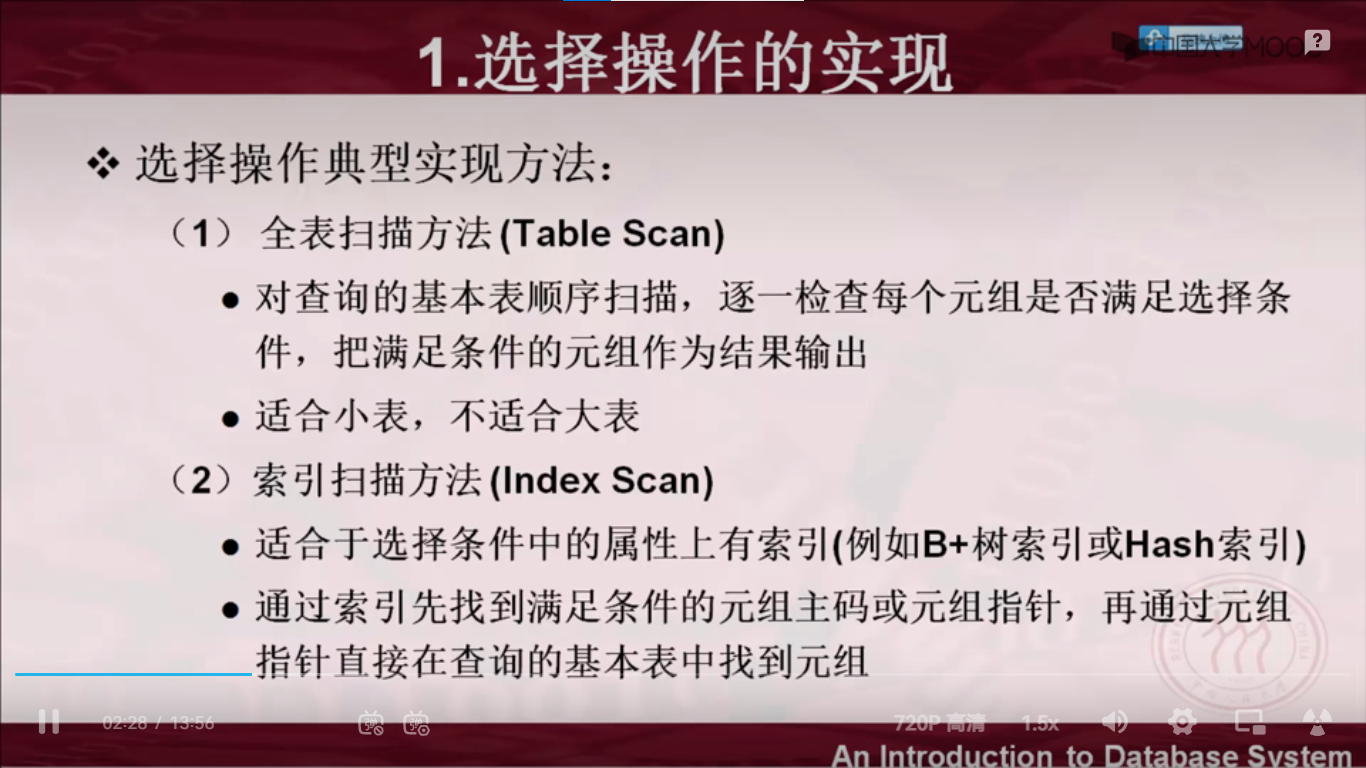 1.选择操作的实现
中国大学MOO
❖ 选择操作典型实现方法：
（1） 全表扫描方法(Table Scan)
● 对查询的基本表顺序扫描，逐一检查每个元组是否满足选择条
件，把满足条件的元组作为结果输出
● 适合小表，不适合大表
（2）索引扫描方法(Index Scan)
● 适合于选择条件中的属性上有索引(例如B+树索引或Hash索引)
● 通过索引先找到满足条件的元组主码或元组指针，再通过元组
指针直接在查询的基本表中找到元组
02:28 / 13:56
720P 高清
1.5x
An Introduction to Database System